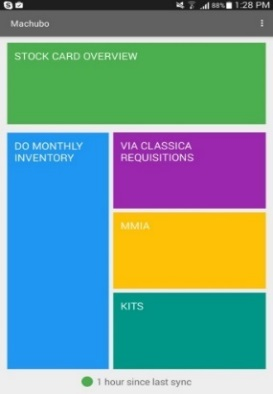 88% 1:28 PM
Machubo
STOCK CARD OVERVIEW
DO MONTHLY
INVENTORY
VIA CLASSICA
REQUISITIONS
MMIA
KITS
1 hour since last sync